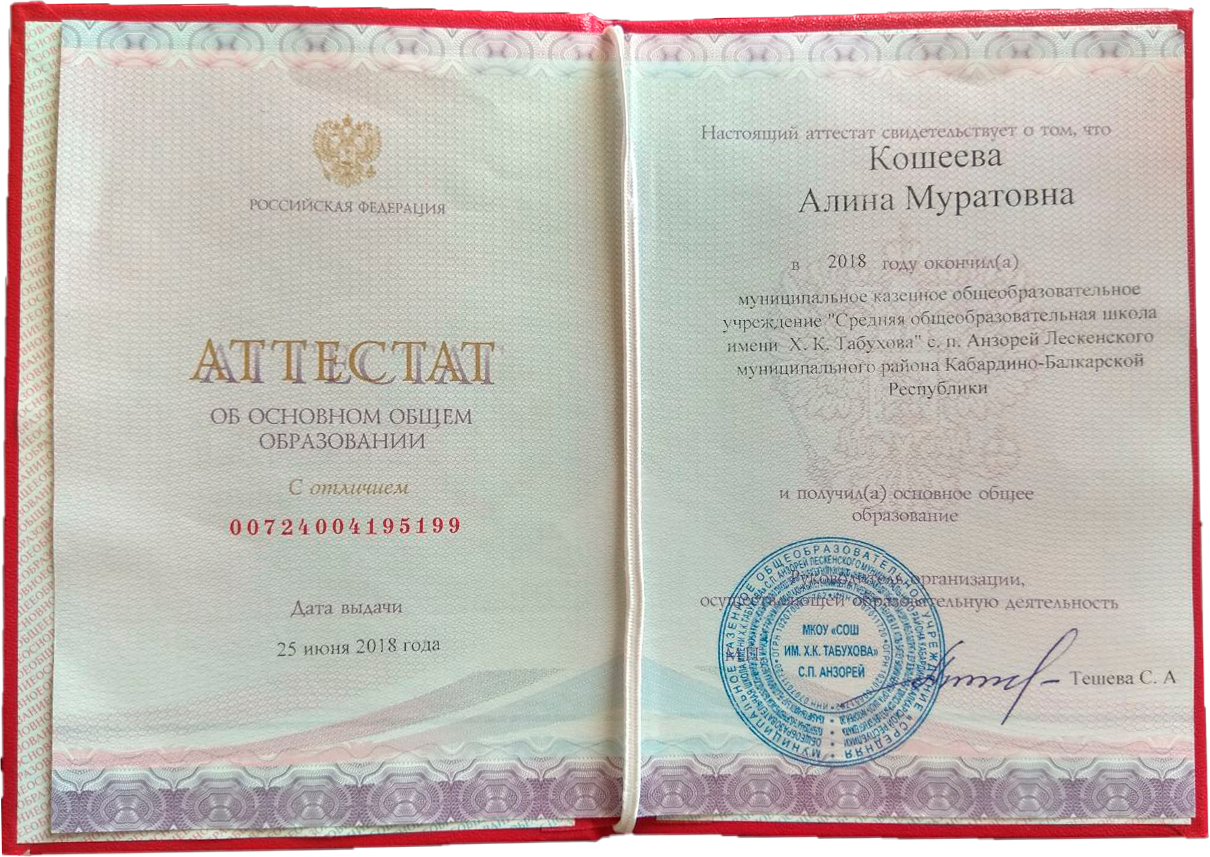 РОССИЙСКАЯ ФЕДЕРАЦИЯ
АТТЕСТАТ
ОБ ОСНОВНОМ ОБЩЕМ
ОБРАЗОВАНИИ
С отличием
00724004195199
Дата выдачи
25 июня 2018 года
Настоящий аттестат свидетельствует о том, что
Кошеева
Алина Муратовна
в 2018 году окончил(а)
муниципальное казенное общеобразовательное
учреждение "Средняя общеобразовательная школа
имени Х. К. Табухова" с. п. Анзорей Лескенского
муниципального района Кабардино-Балкарской
Республики
и получил(а) основное общее
образование
Руководитель организации,
осуществляющей образовательную деятельность
МКОУ «СОШ
ИМ. Х.К. ТАБУХОВА»
С.П. АНЗОРЕЙ
Тешева С. А
МУНИЦИПАЛЬНОЕ КАЗЕННОЕ ОБЩЕОБРАЗОВАТЕЛЬНОЕ УЧРЕЖДЕНИЕ «СРЕДНЯЯ